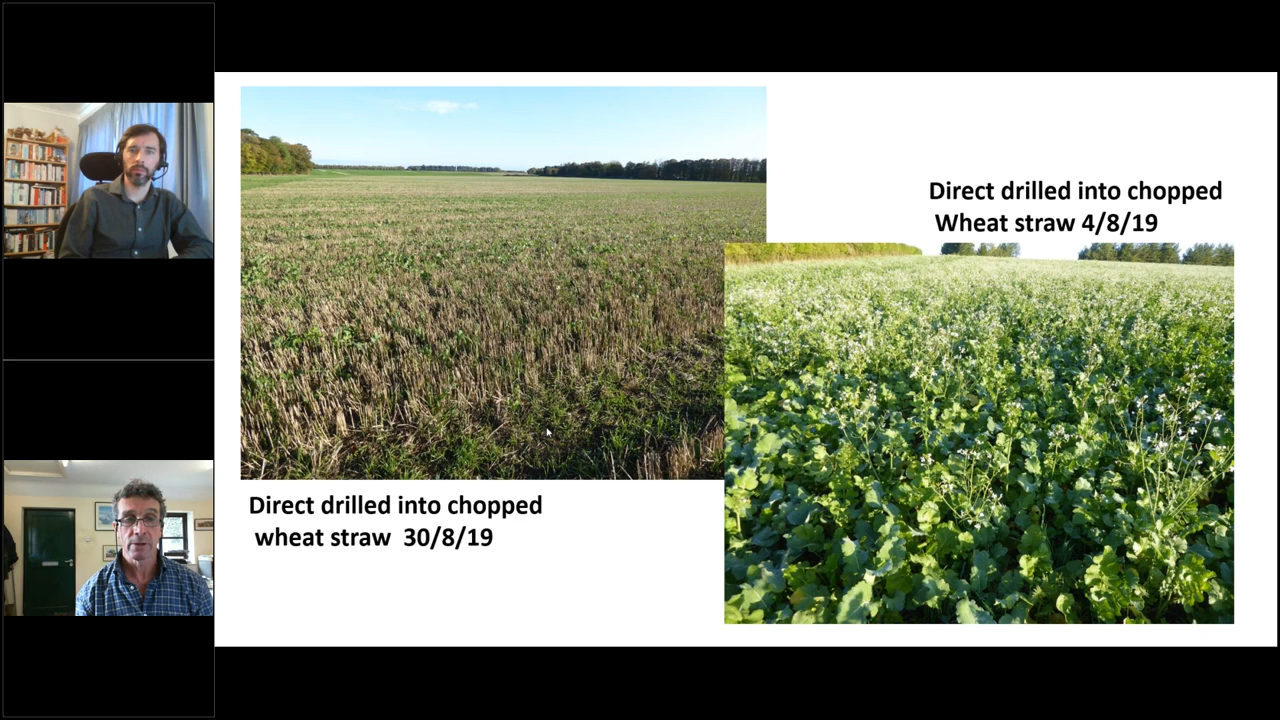 Direct drilled into chopped
Wheat straw 4/8/19
Direct drilled into chopped
wheat straw 30/8/19